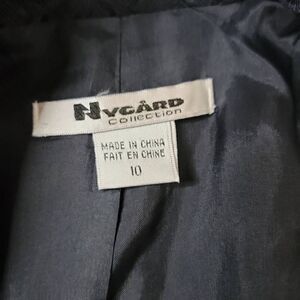 NYGÅRD
Collection
MADE IN CHINA
FAIT EN CHINE
10